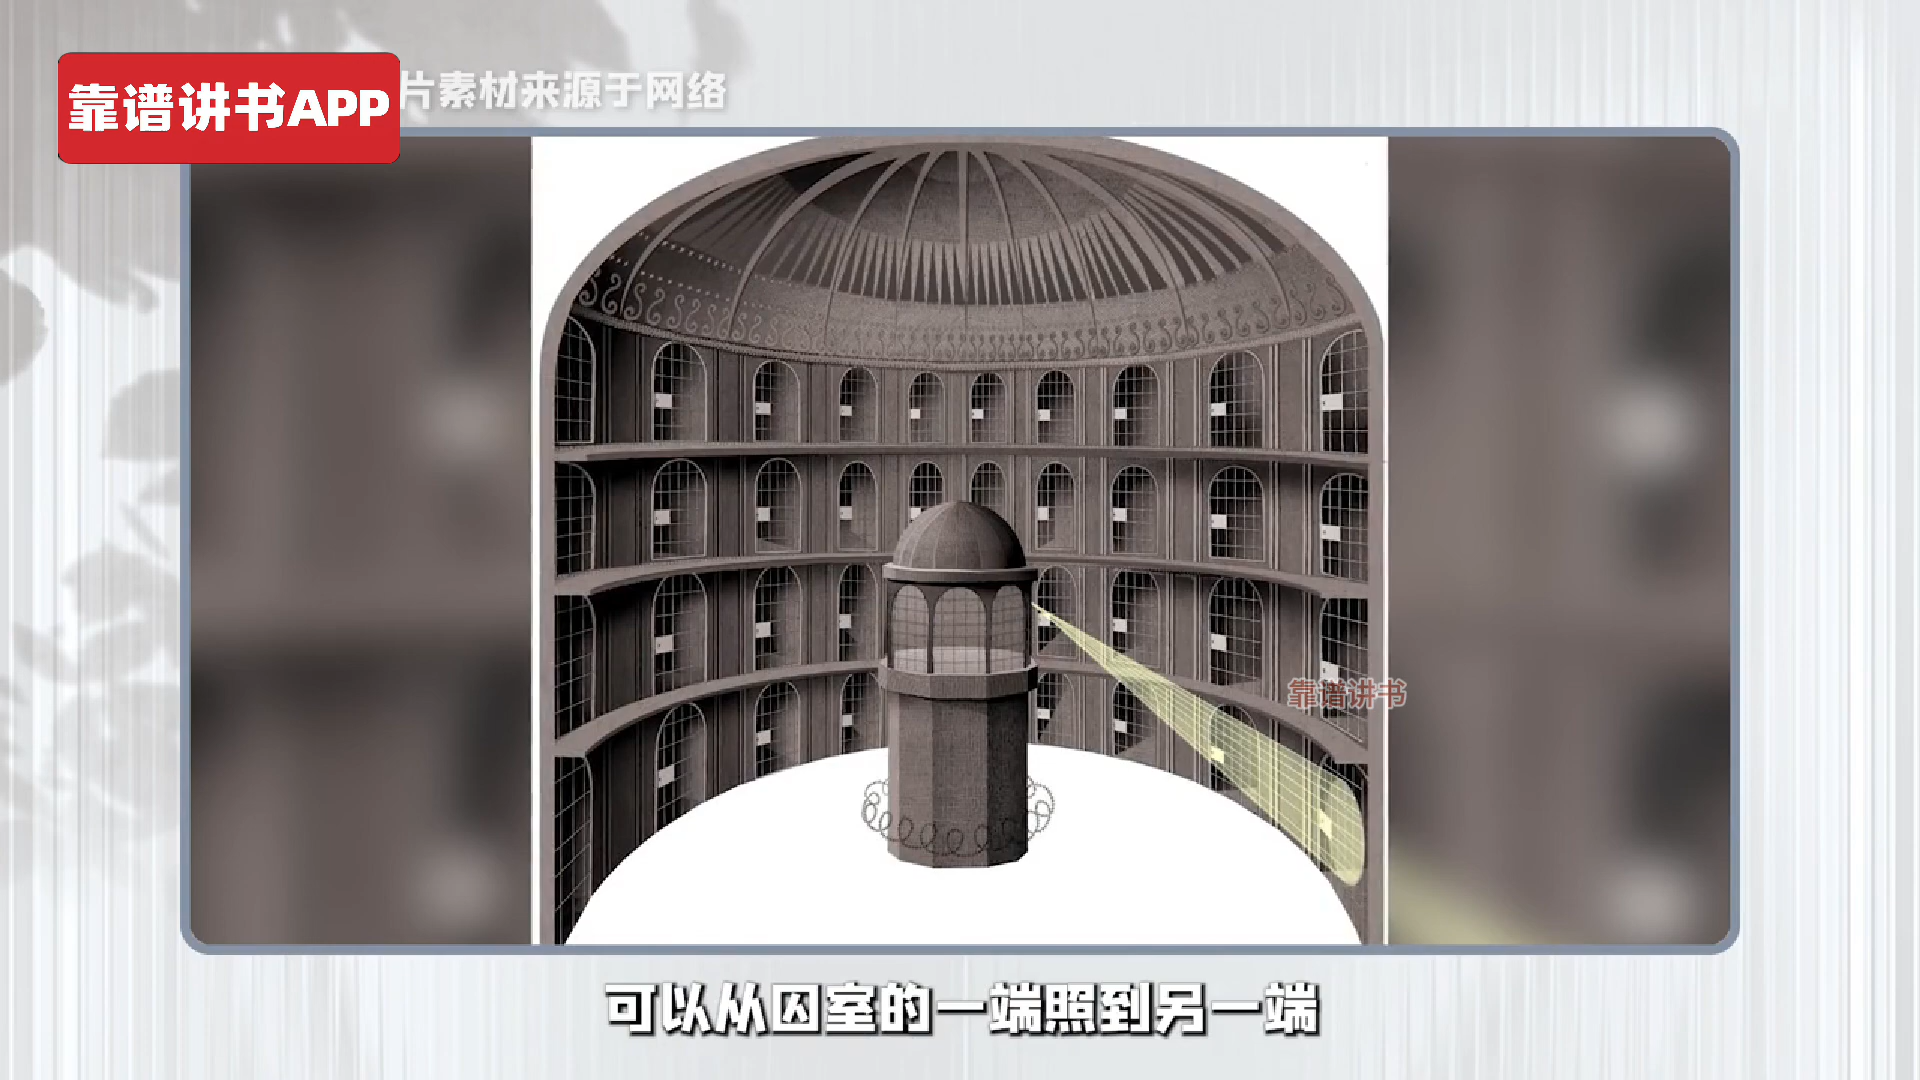 靠谱讲书APP
片素材来源于网络
靠谱讲书
可以从囚室的一端照到另一端